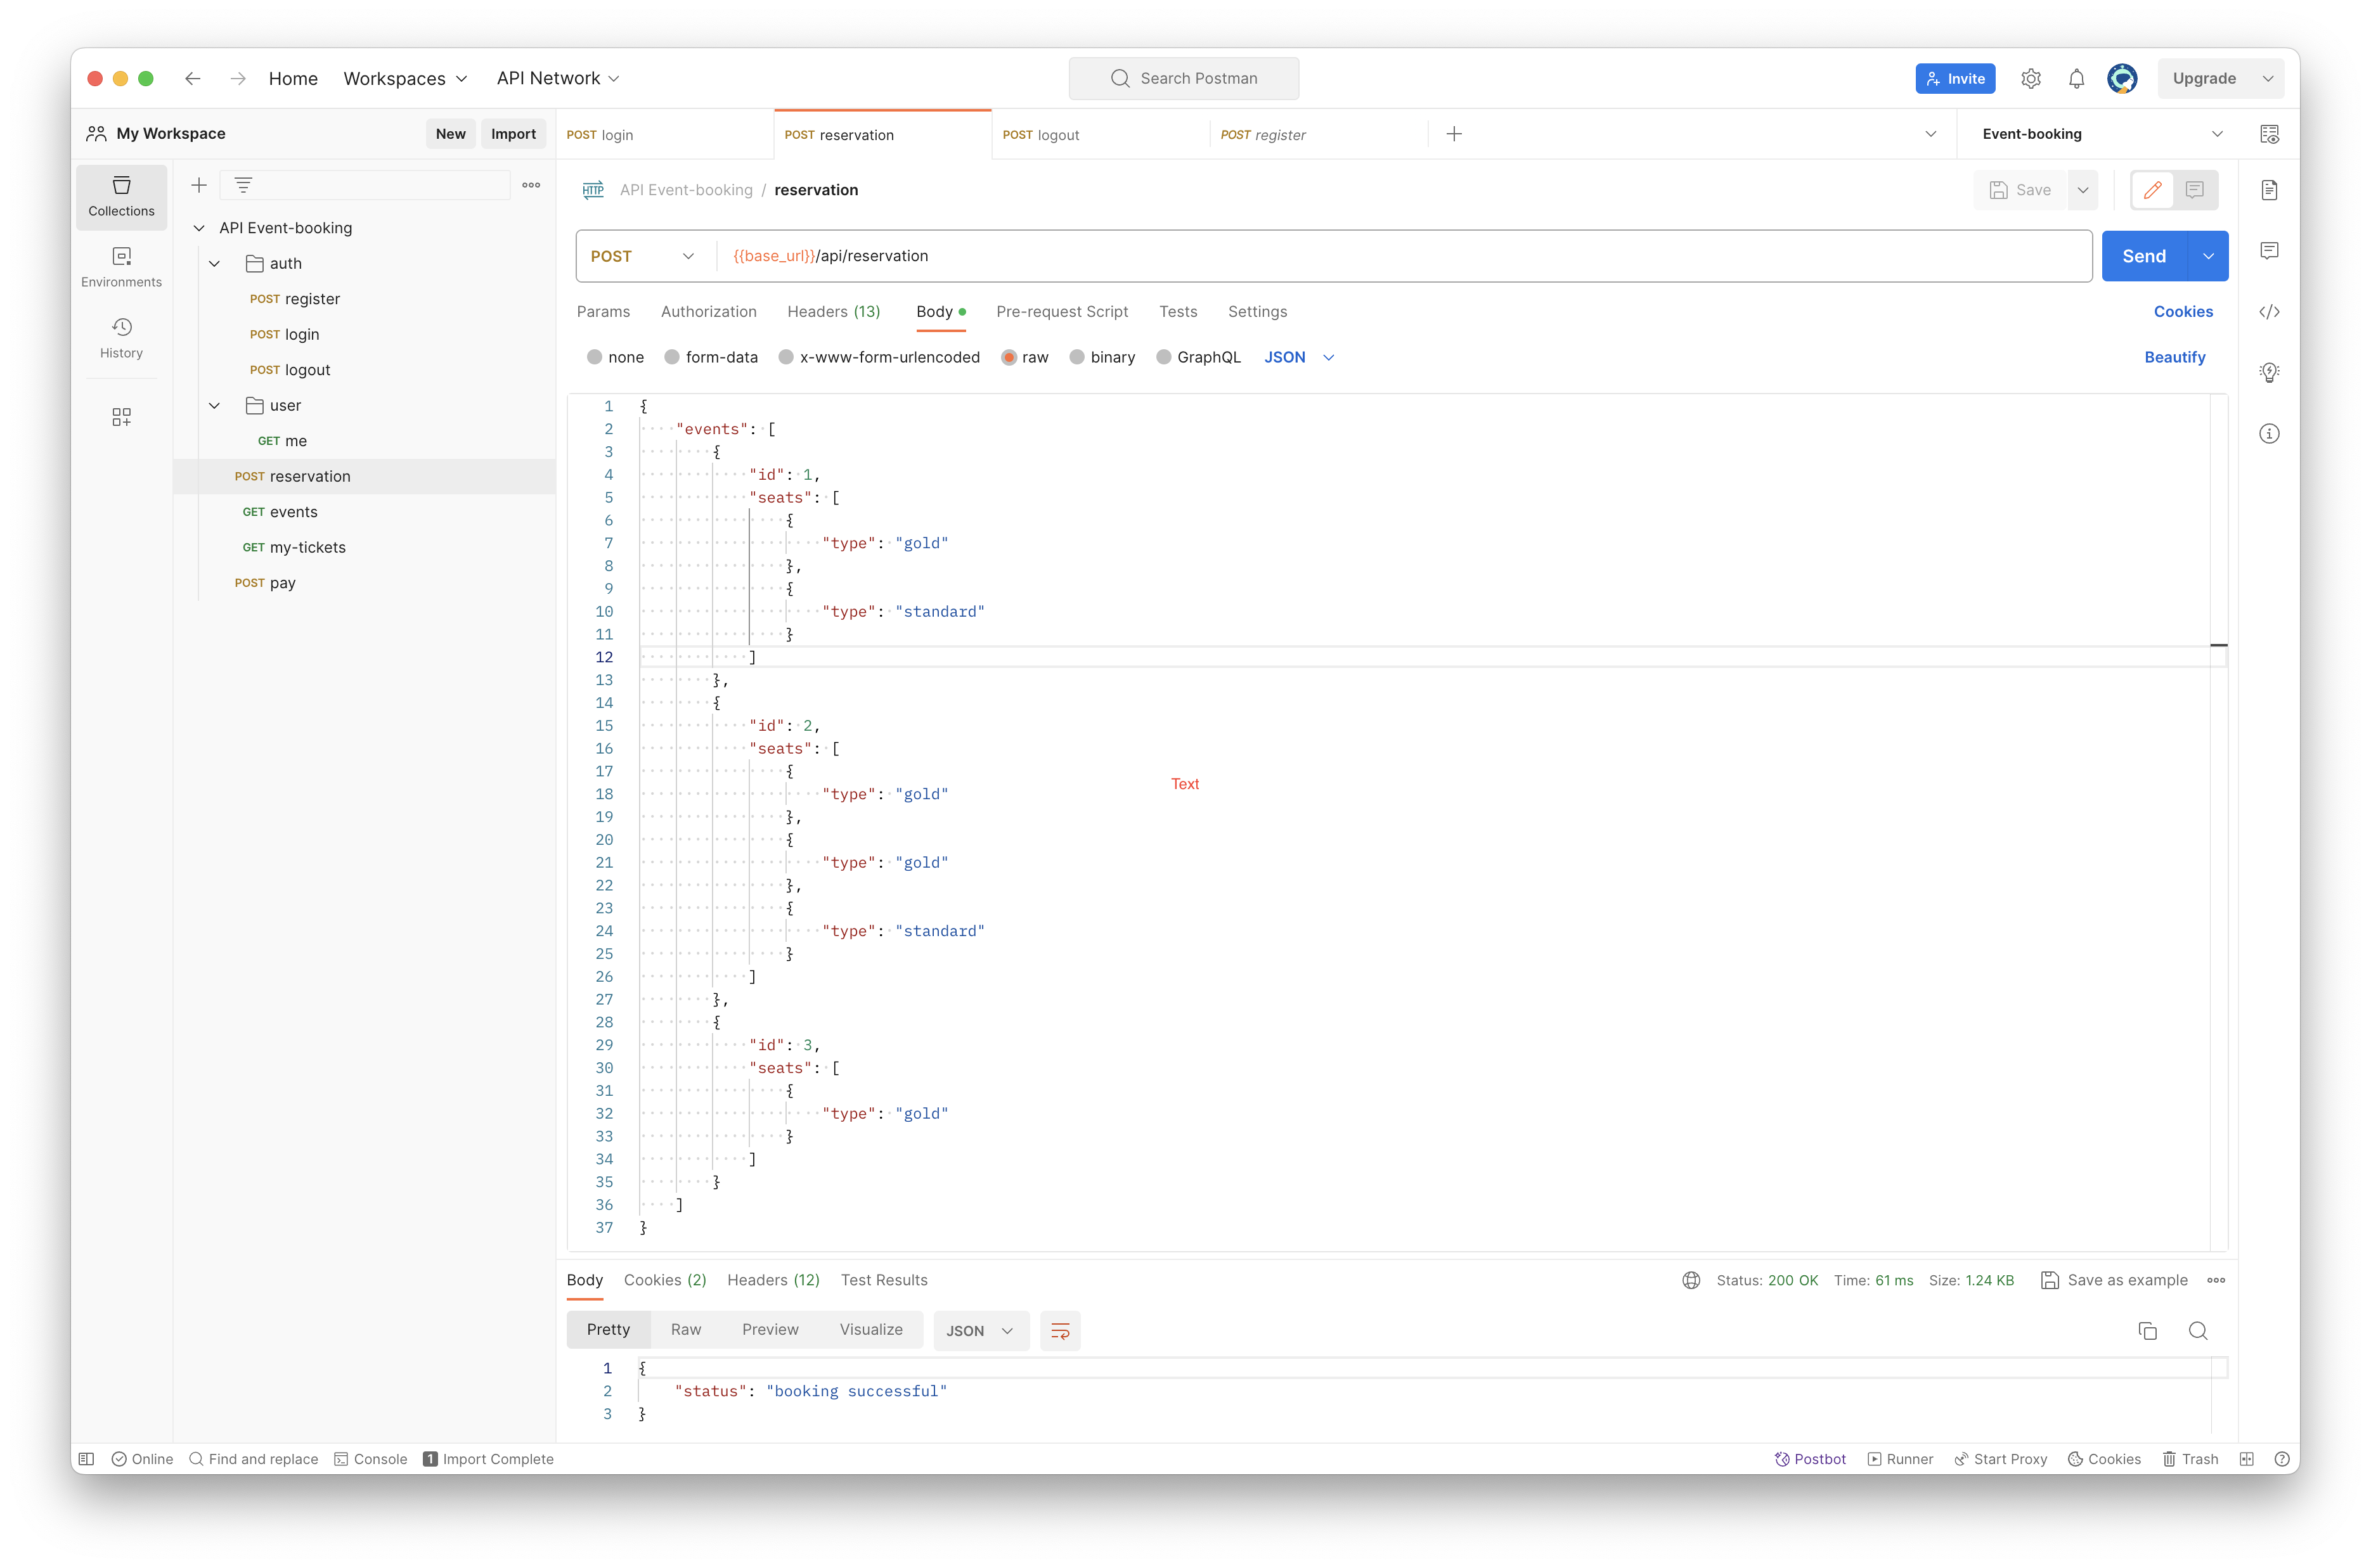 Home Workspaces API Network Search Postman Invite Upgrade
My Workspace New Import POST login POST reservation POST logout POST register Event-booking
Collections
Environments
History
API Event-booking
auth
POST register
POST login
POST logout
user
GET me
POST reservation
GET events
GET my-tickets
POST pay
HTTP API Event-booking / reservation Save
POST {{base_url}}/api/reservation Send
Params Authorization Headers (13) Body Pre-request Script Tests Settings Cookies
none form-data x-www-form-urlencoded raw binary GraphQL JSON Beautify
1 {
2 "events": [
3 {
4 "id": 1,
5 "seats": [
6 {
7 "type": "gold"
8 },
9 {
10 "type": "standard"
11 }
12 ]
13 },
14 {
15 "id": 2,
16 "seats": [
17 {
18 "type": "gold"
Text
19 },
20 {
21 "type": "gold"
22 },
23 {
24 "type": "standard"
25 }
26 ]
27 },
28 {
29 "id": 3,
30 "seats": [
31 {
32 "type": "gold"
33 }
34 ]
35 }
36 ]
37 }
Body Cookies (2) Headers (12) Test Results Status: 200 OK Time: 61 ms Size: 1.24 KB Save as example
Pretty Raw Preview Visualize JSON
1 {
2 "status": "booking successful"
3 }
Online Find and replace Console 1 Import Complete Postbot Runner Start Proxy Cookies Trash